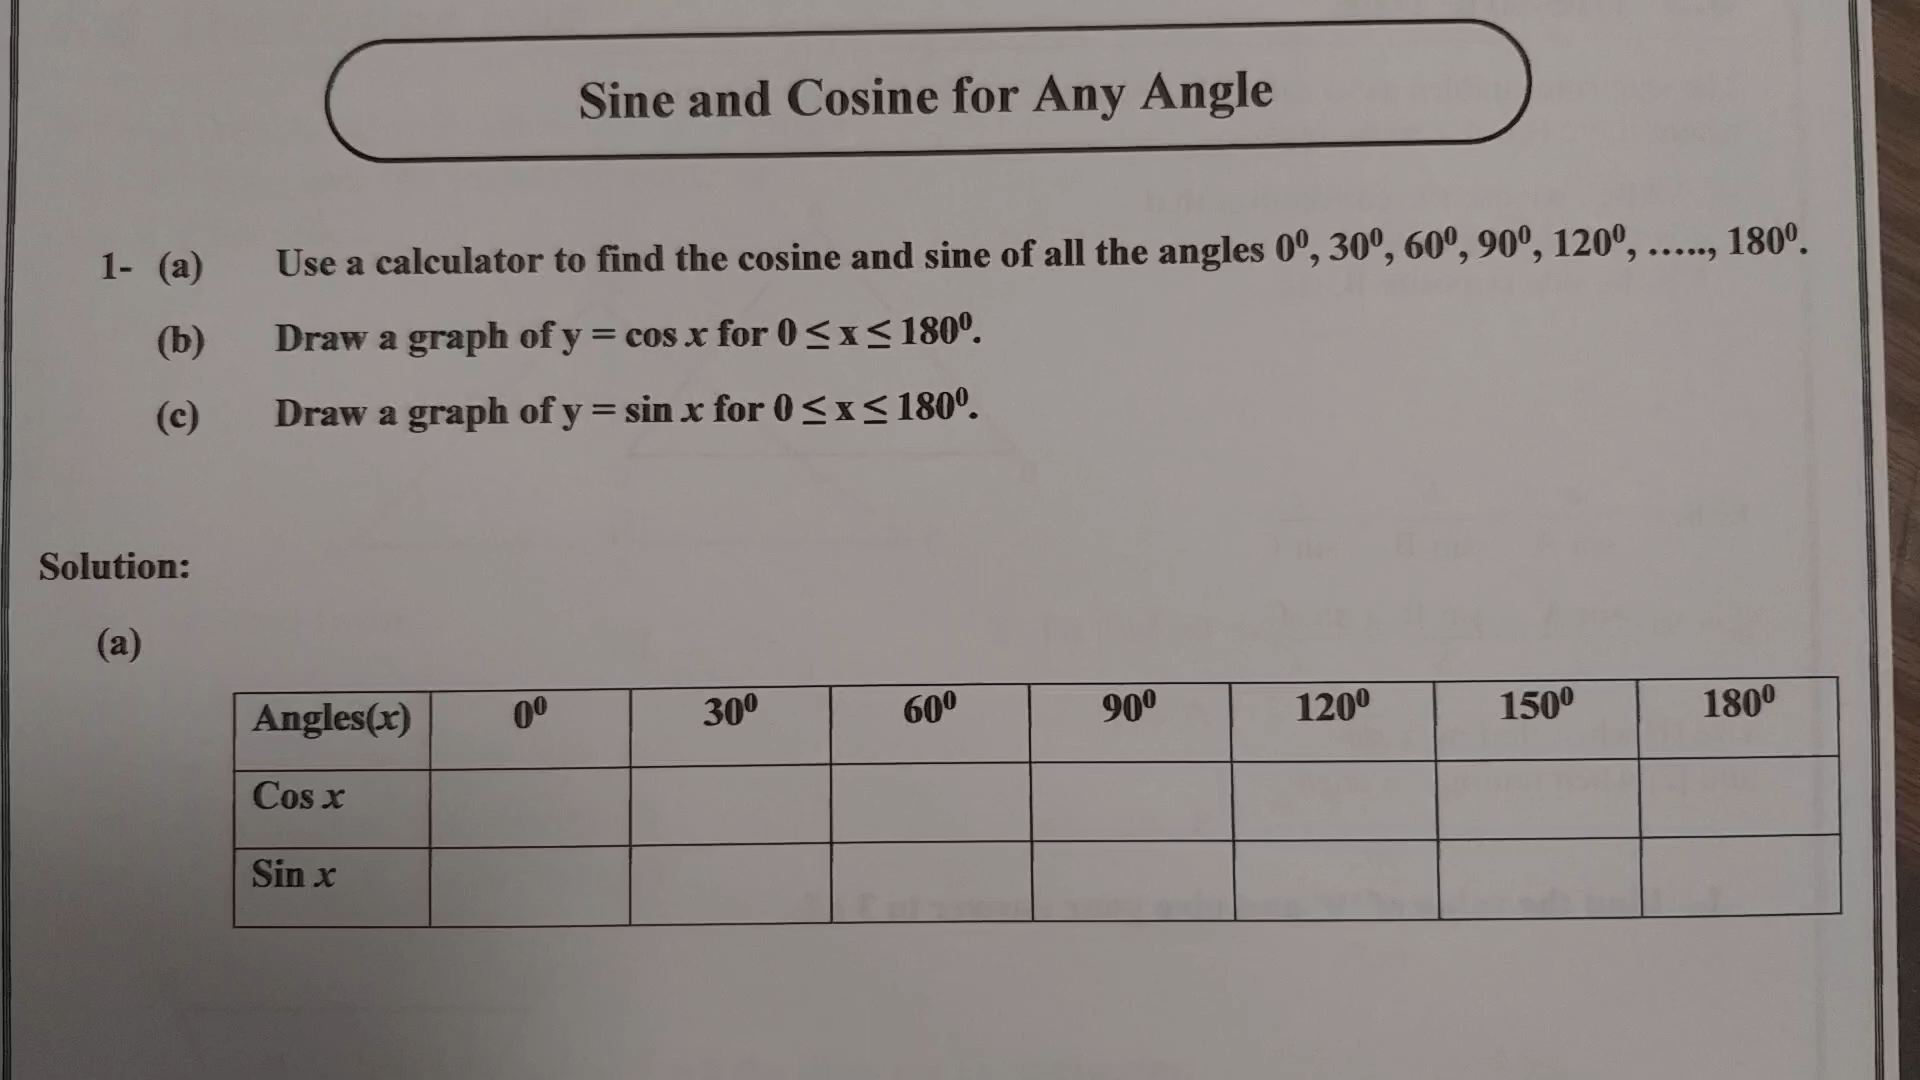 Sine and Cosine for Any Angle
1- (a) Use a calculator to find the cosine and sine of all the angles 0⁰, 30⁰, 60⁰, 90⁰, 120⁰, ....., 180⁰.
(b) Draw a graph of y = cos x for 0 ≤ x ≤ 180⁰.
(c) Draw a graph of y = sin x for 0 ≤ x ≤ 180⁰.
Solution:
(a)
Angles(x) 0⁰ 30⁰ 60⁰ 90⁰ 120⁰ 150⁰ 180⁰
Cos x
Sin x